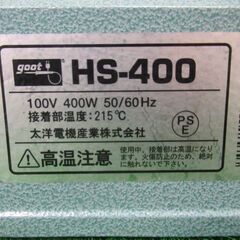 goot
HS-400
100V 400W 50/60Hz
接着部温度:215℃
太洋電機産業株式会社
PS
E
高温注意
使用中、接着部は高温になり
ます。火傷防止のため、絶対
に触れないで下さい。